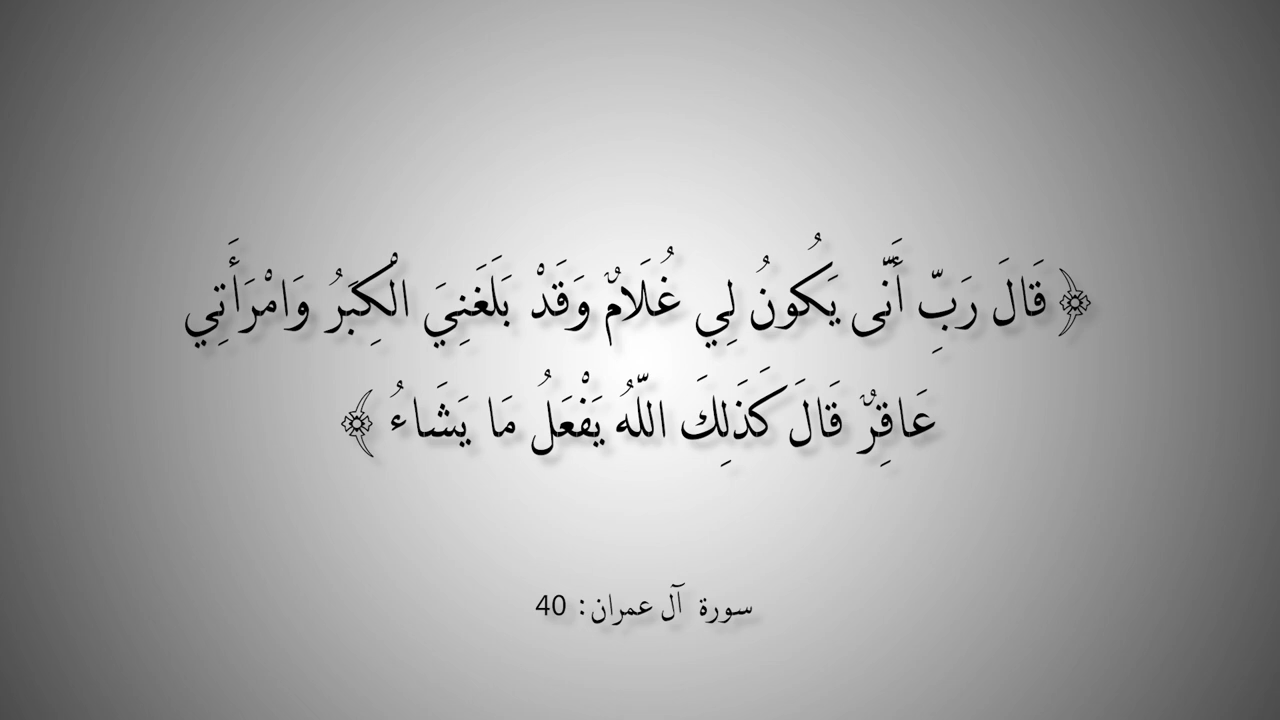 ﴿ قَالَ رَبِّ أَنَّى يَكُونُ لِي غُلَامٌ وَقَدْ بَلَغَنِيَ الْكِبَرُ وَامْرَأَتِي
عَاقِرٌ قَالَ كَذَلِكَ اللَّهُ يَفْعَلُ مَا يَشَاءُ ﴾
سورة آل عمران: 40